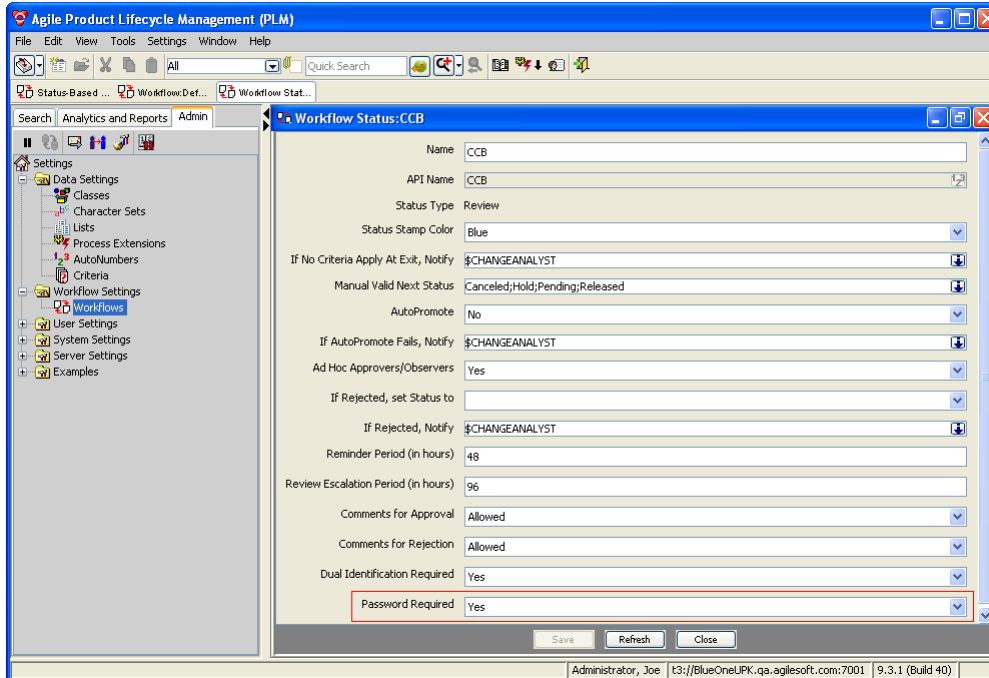 Agile Product Lifecycle Management (PLM)
File Edit View Tools Settings Window Help
All Quick Search
Status-Based ... Workflow:Def... Workflow Stat...
Search Analytics and Reports Admin
Workflow Status:CCB
Settings
Data Settings
Classes
Character Sets
Lists
Process Extensions
AutoNumbers
Criteria
Workflow Settings
Workflows
User Settings
System Settings
Server Settings
Examples
Name CCB
API Name CCB
Status Type Review
Status Stamp Color Blue
If No Criteria Apply At Exit, Notify $CHANGEANALYST
Manual Valid Next Status Canceled;Hold;Pending;Released
AutoPromote No
If AutoPromote Fails, Notify $CHANGEANALYST
Ad Hoc Approvers/Observers Yes
If Rejected, set Status to
If Rejected, Notify $CHANGEANALYST
Reminder Period (in hours) 48
Review Escalation Period (in hours) 96
Comments for Approval Allowed
Comments for Rejection Allowed
Dual Identification Required Yes
Password Required Yes
Save Refresh Close
Administrator, Joe t3://BlueOneUPK.qa.agilesoft.com:7001 9.3.1 (Build 40)